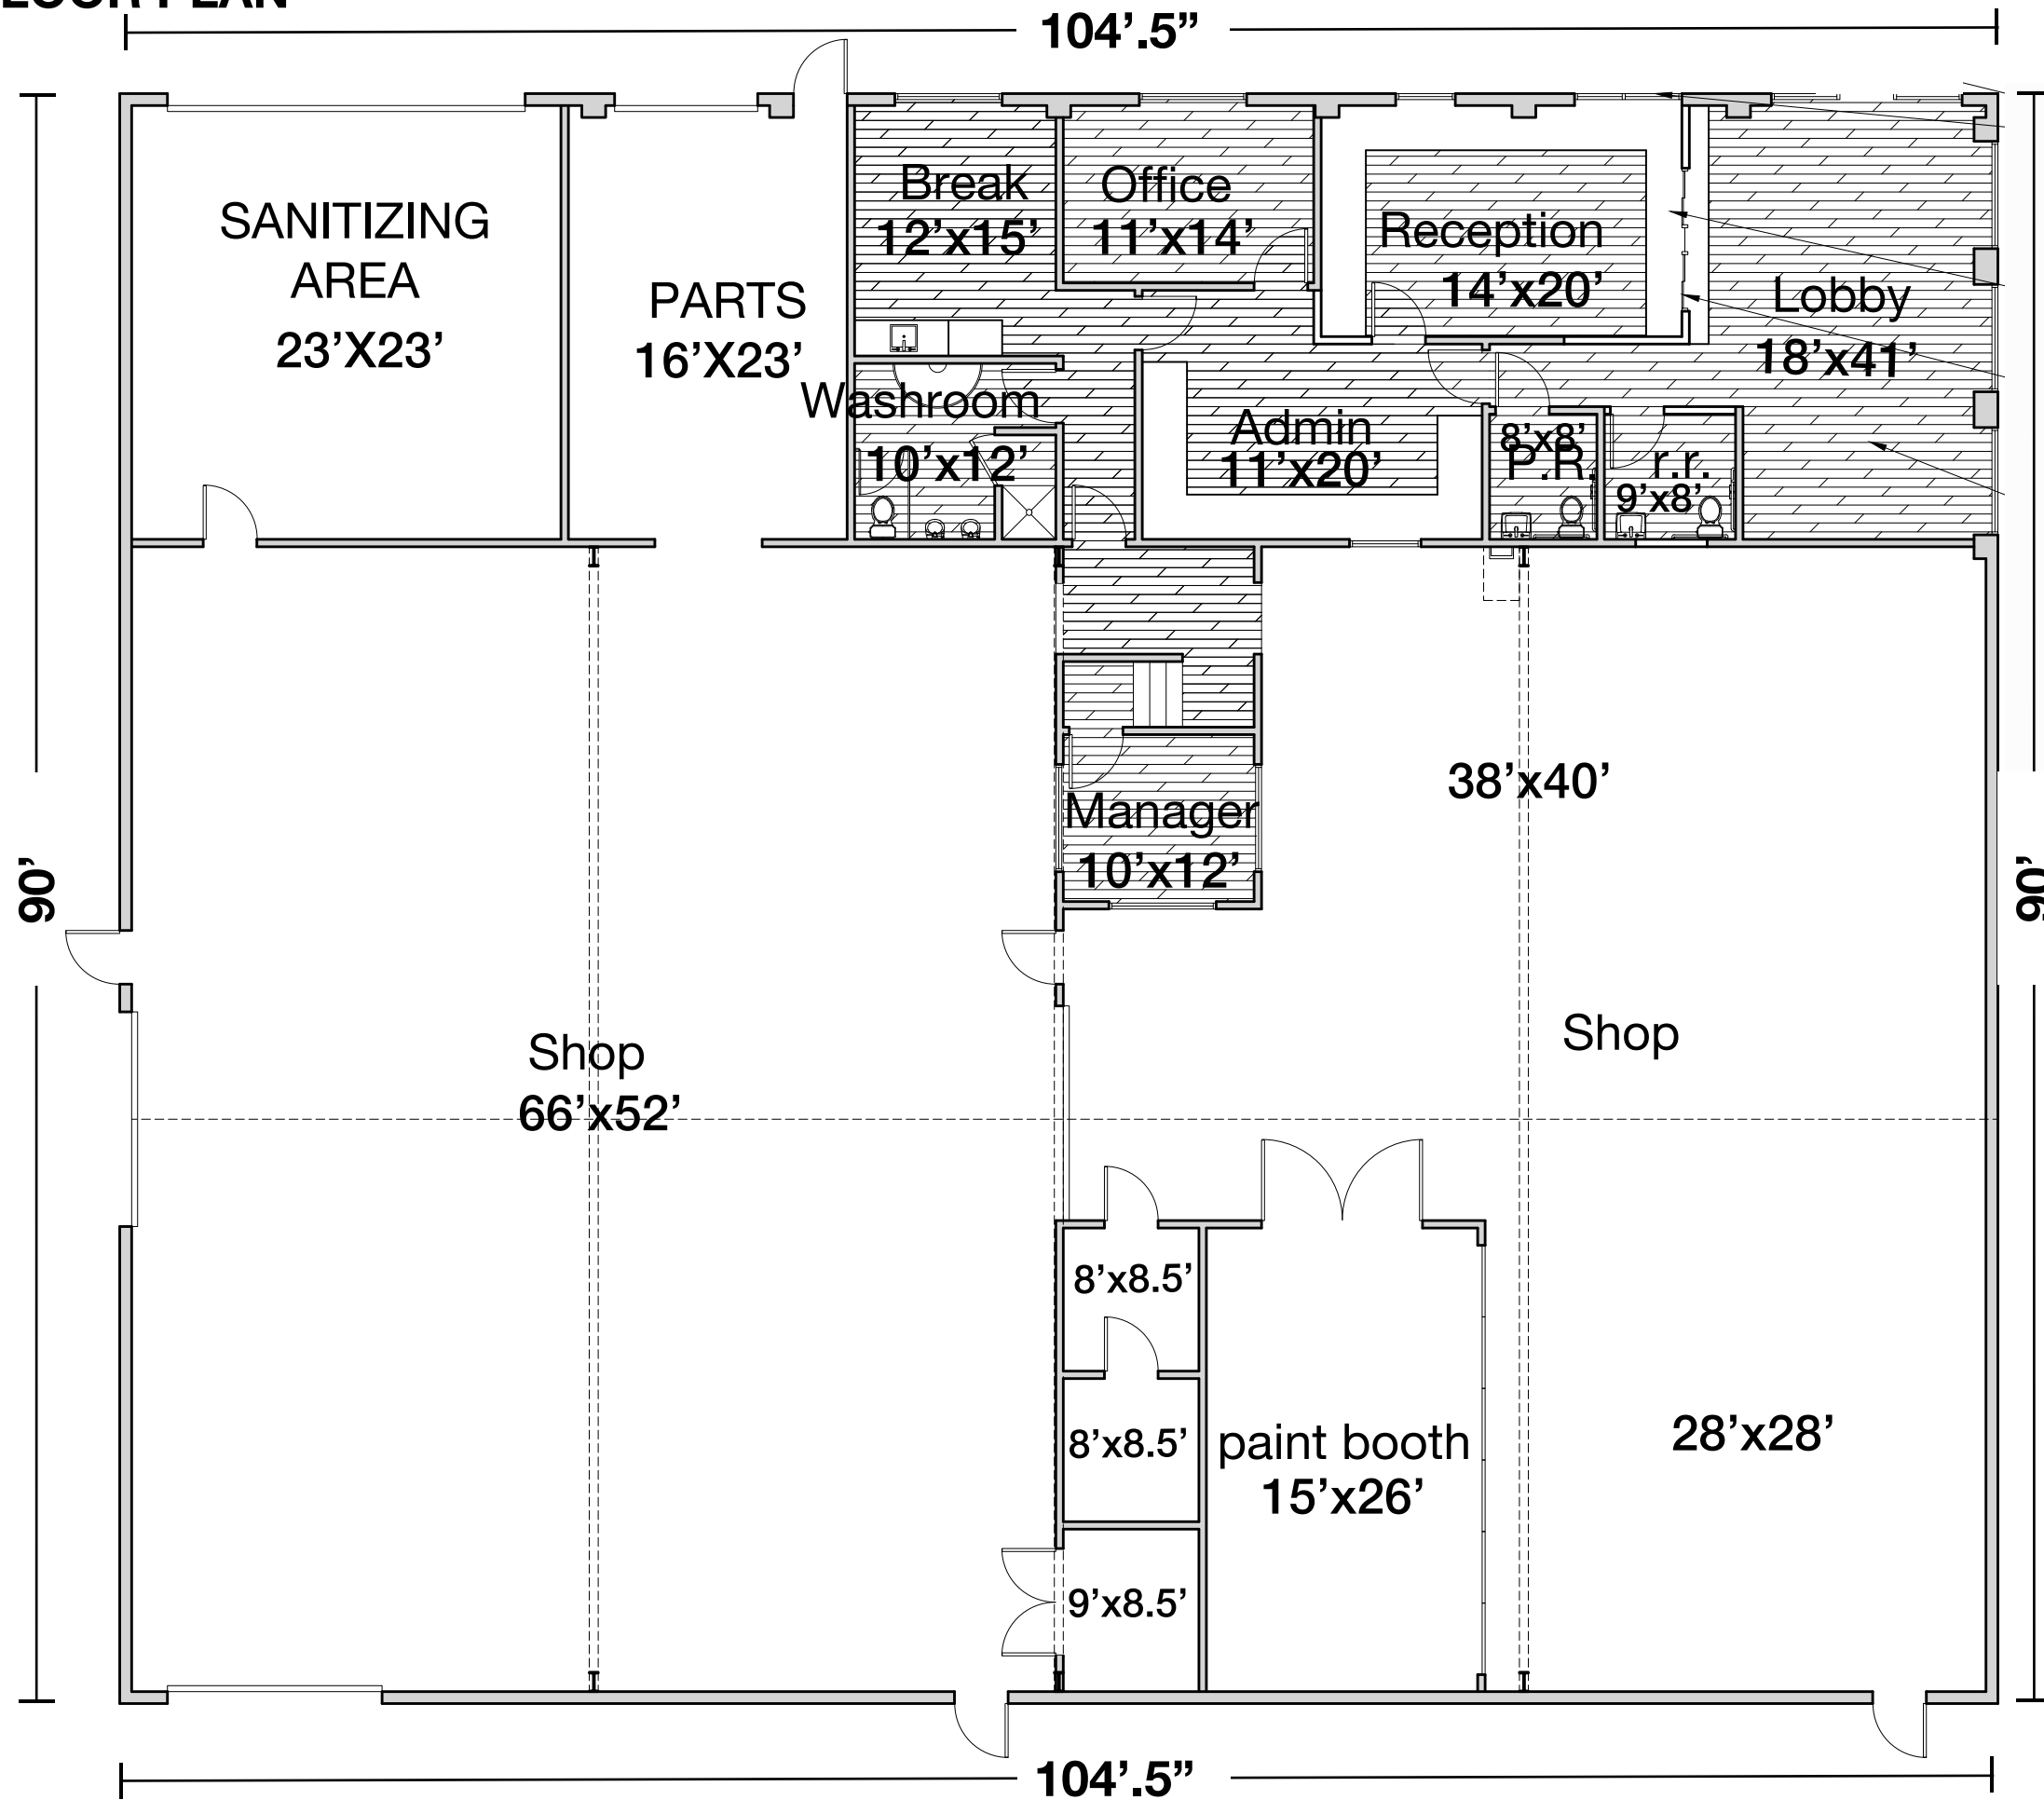 LOOR PLAN
104'.5”
SANITIZING
AREA
23’X23’
PARTS
16’X23’
Break
12’x15’
Office
11’x14’
Reception
14’x20’
Lobby
18’x41’
Washroom
10’x12’
Admin
11’x20’
8’x8’
P.R.
r.r.
9’x8’
90’
90’
Manager
10’x12’
38’x40’
Shop
66’x52’
Shop
8’x8.5’
8’x8.5’
9’x8.5’
paint booth
15’x26’
28’x28’
104’.5”